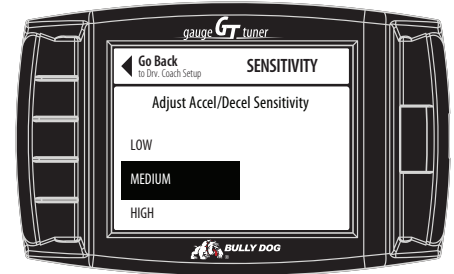 gauge GT tuner
Go Back
to Drv. Coach Setup
SENSITIVITY
Adjust Accel/Decel Sensitivity
LOW
MEDIUM
HIGH
BULLY DOG